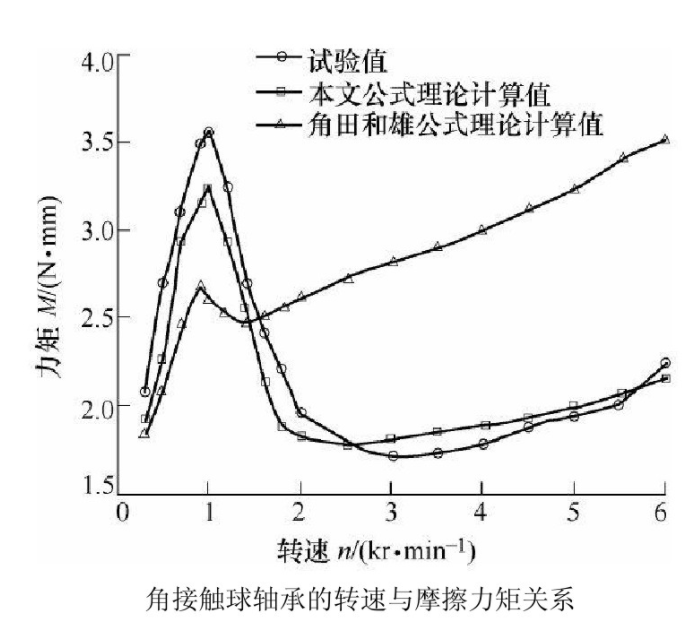 4.0
3.5
3.0
2.5
2.0
1.5
力矩 M/(N•mm)
试验值
本文公式理论计算值
角田和雄公式理论计算值
0 1 2 3 4 5 6
转速 n/(kr•min⁻¹)
角接触球轴承的转速与摩擦力矩关系